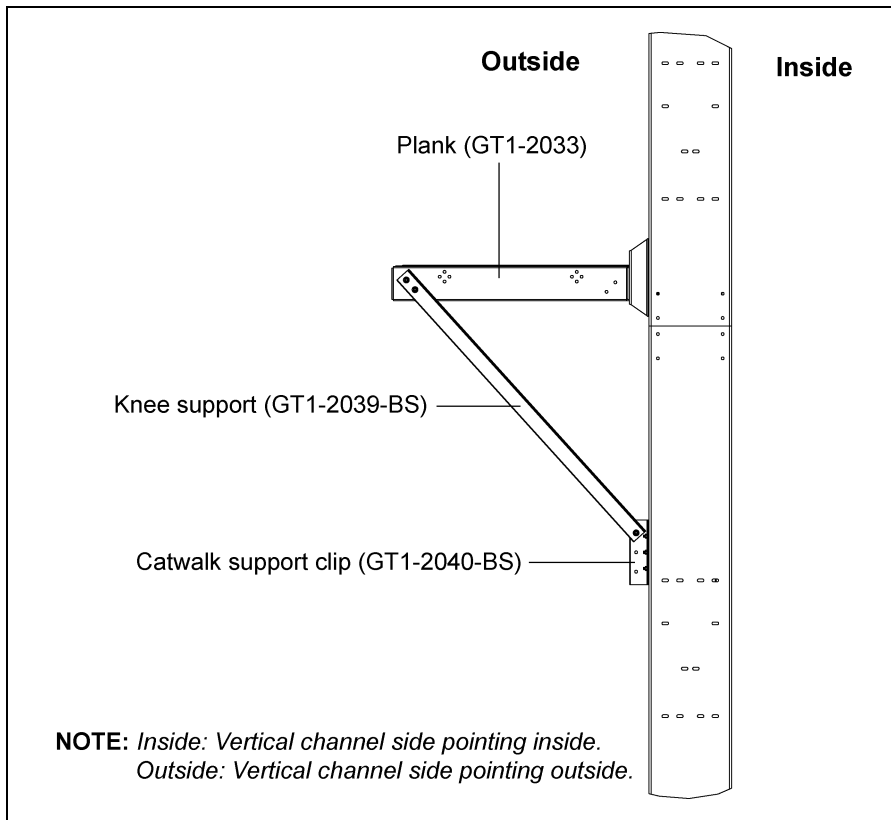 Outside
Inside
Plank (GT1-2033)
Knee support (GT1-2039-BS)
Catwalk support clip (GT1-2040-BS)
NOTE: Inside: Vertical channel side pointing inside.
Outside: Vertical channel side pointing outside.